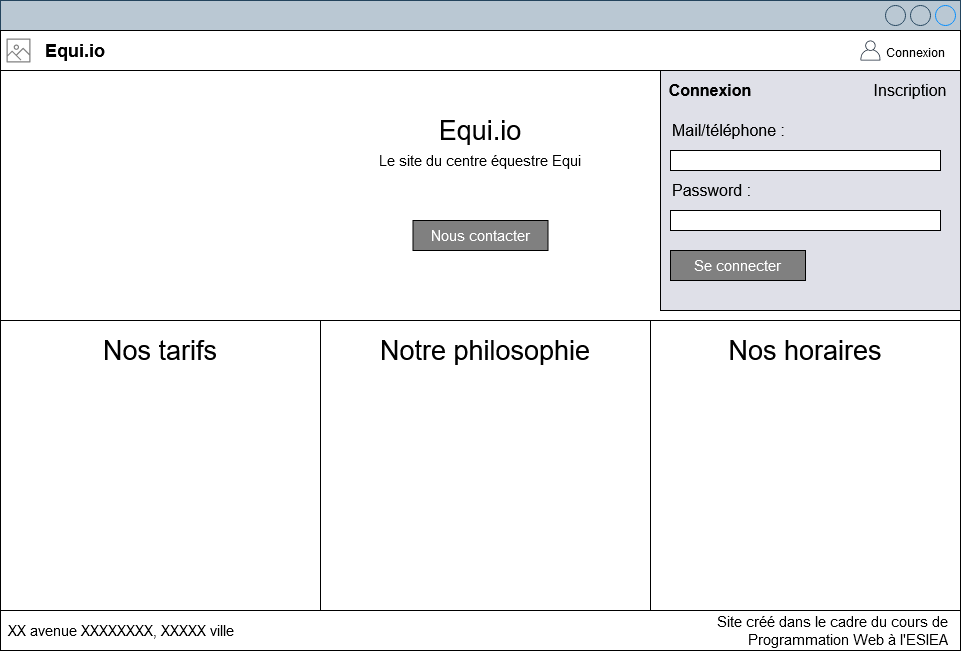 Equi.io
Connexion
Equi.io
Le site du centre équestre Equi
Nous contacter
Connexion
Inscription
Mail/téléphone :
Password :
Se connecter
Nos tarifs
Notre philosophie
Nos horaires
XX avenue XXXXXXXX, XXXXX ville
Site créé dans le cadre du cours de
Programmation Web à l'ESIEA